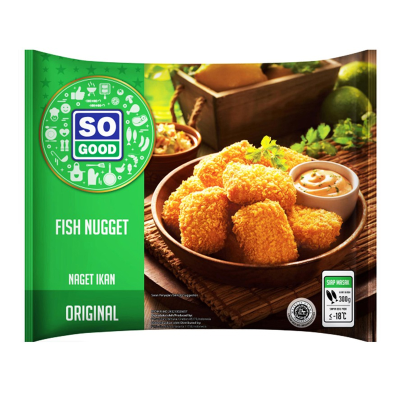 SO
GOOD
FISH NUGGET
NAGET IKAN
ORIGINAL
SIAP MASAK
300g
≤ -18°C